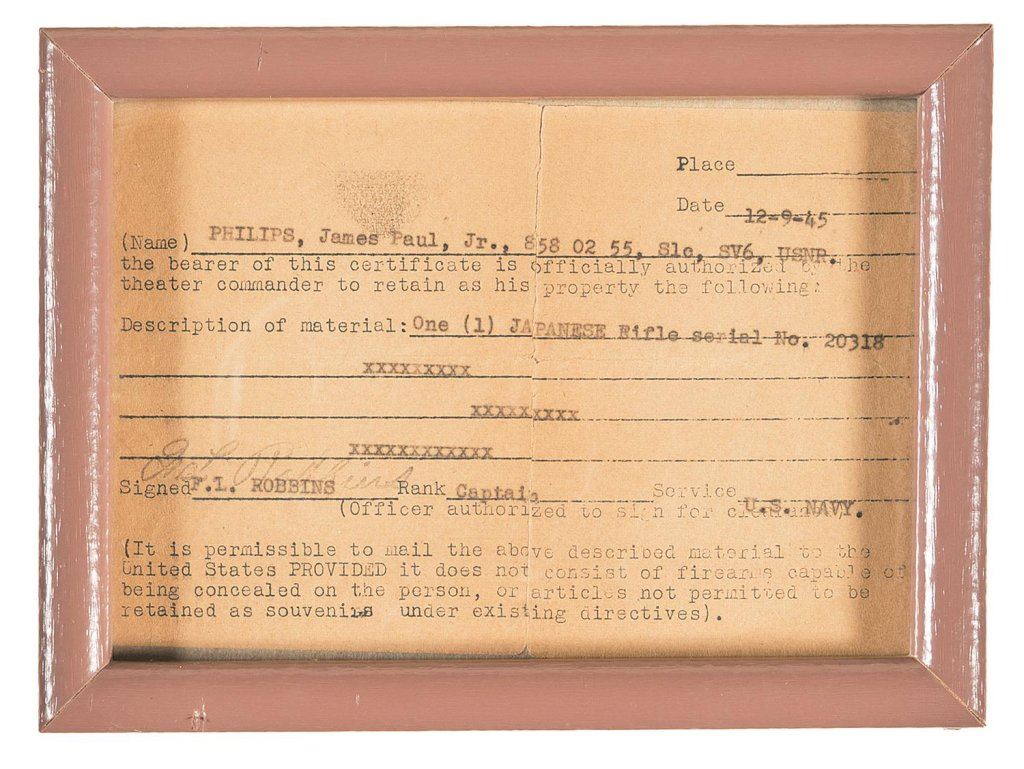 Place
Date 12-9-45
(Name) PHILIPS, James Paul, Jr., 858 02 55, S1c, SV6, USNR.
the bearer of this certificate is officially authorized by the
theater commander to retain as his property the following:
Description of material: One (1) JAPANESE Rifle serial No. 20318
xxxxxxxxx
xxxxxxxxx
xxxxxxxxxxxx
Signed F.L. ROBBINS Rank Captain Service U.S. NAVY.
(Officer authorized to sign for clearance).
(It is permissible to mail the above described material to the
United States PROVIDED it does not consist of firearms capable of
being concealed on the person, or articles not permitted to be
retained as souvenirs under existing directives).